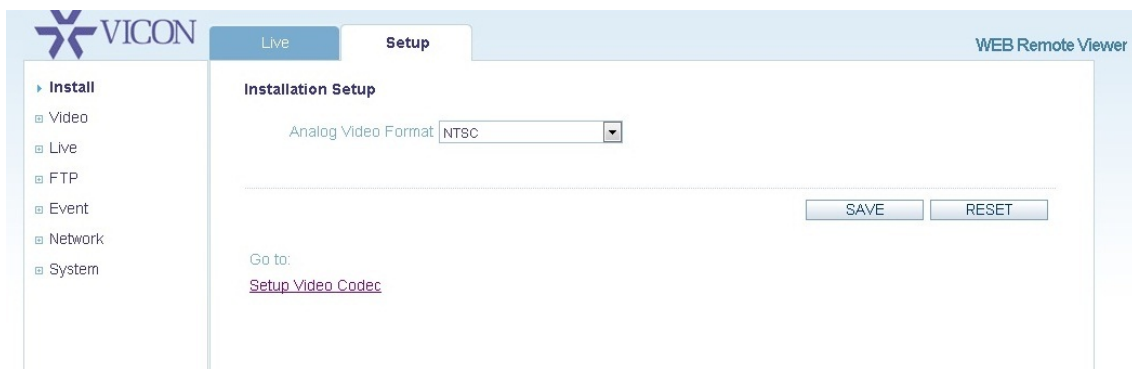 VICON
Live
Setup
WEB Remote Viewer
Install
Video
Live
FTP
Event
Network
System
Installation Setup
Analog Video Format NTSC
SAVE
RESET
Go to:
Setup Video Codec